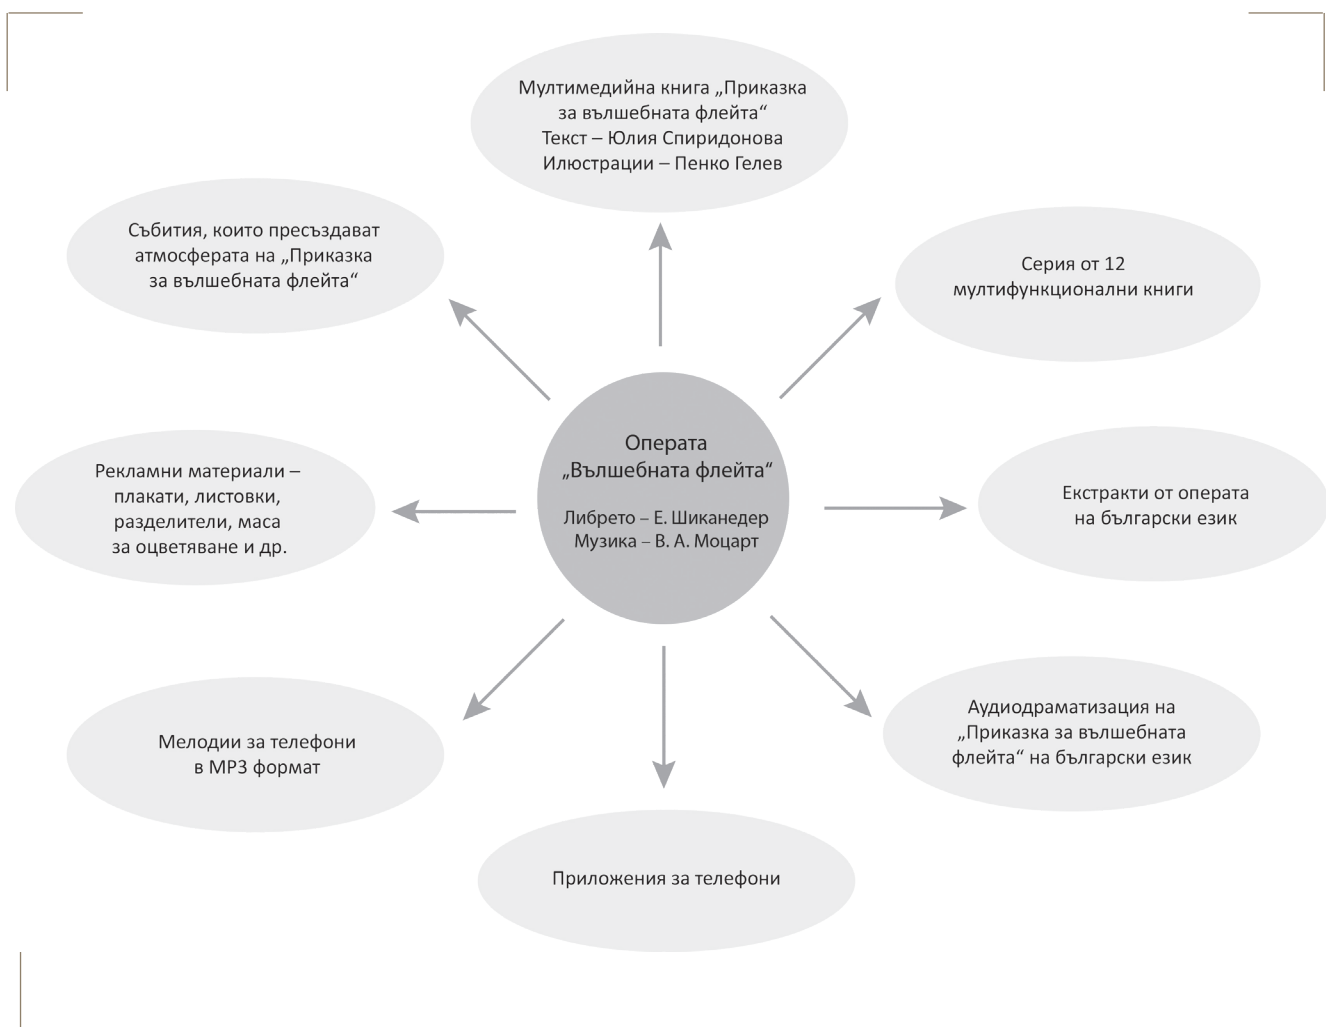 Мултимедийна книга „Приказка
за вълшебната флейта“
Текст – Юлия Спиридонова
Илюстрации – Пенко Гелев
Събития, които пресъздават
атмосферата на „Приказка
за вълшебната флейта“
Серия от 12
мултифункционални книги
Операта
„Вълшебната флейта“
Либрето – Е. Шиканедер
Музика – В. А. Моцарт
Рекламни материали –
плакати, листовки,
разделители, маса
за оцветяване и др.
Екстракти от операта
на български език
Мелодии за телефони
в MP3 формат
Аудиодраматизация на
„Приказка за вълшебната
флейта“ на български език
Приложения за телефони